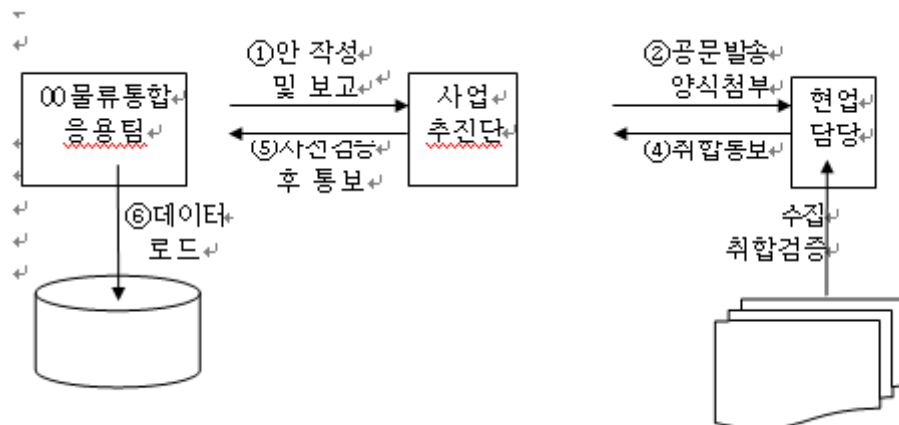 ①안 작성
및 보고
②공문발송
양식첨부
00물류통합
응용팀
사업
추진단
현업
담당
⑤사전검증
후 통보
④취합통보
⑥데이터
로드
수집
취합검증